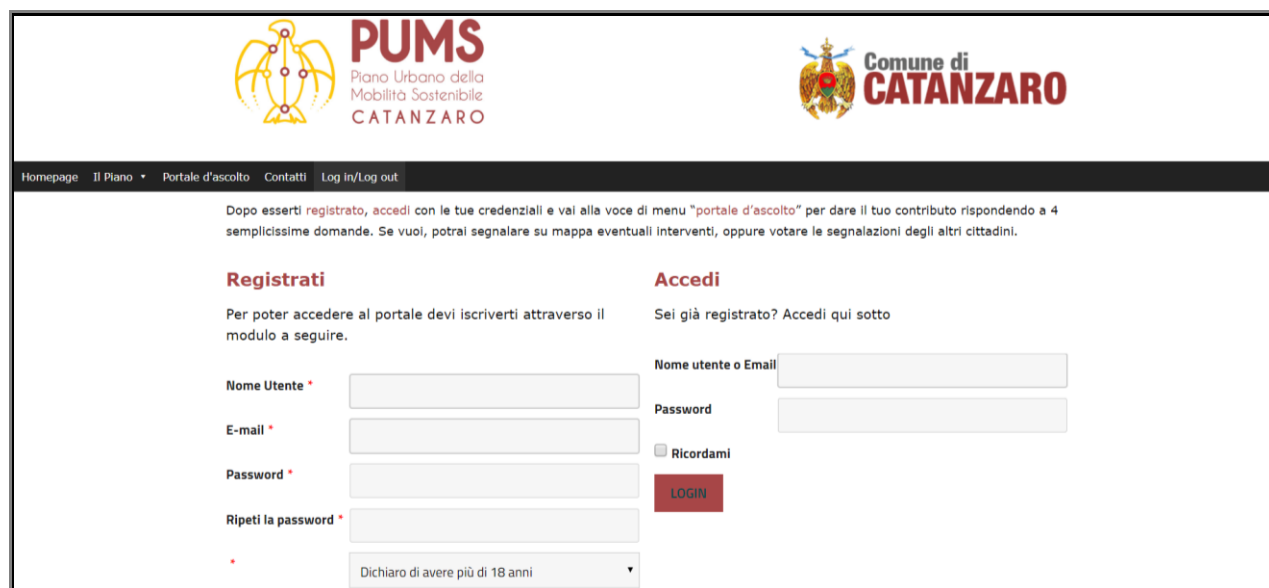 PUMS
Piano Urbano della
Mobilità Sostenibile
CATANZARO
Comune di
CATANZARO
Homepage Il Piano ▾ Portale d'ascolto Contatti Log in/Log out
Dopo esserti registrato, accedi con le tue credenziali e vai alla voce di menu “portale d’ascolto” per dare il tuo contributo rispondendo a 4
semplicissime domande. Se vuoi, potrai segnalare su mappa eventuali interventi, oppure votare le segnalazioni degli altri cittadini.
Registrati
Per poter accedere al portale devi iscriverti attraverso il
modulo a seguire.
Nome Utente *
E-mail *
Password *
Ripeti la password *
* Dichiaro di avere più di 18 anni
Accedi
Sei già registrato? Accedi qui sotto
Nome utente o Email
Password
Ricordami
LOGIN